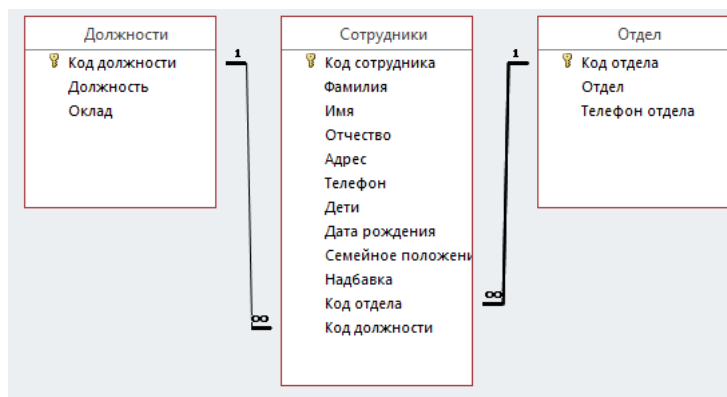 Должности
Код должности
Должность
Оклад
1
∞
Сотрудники
Код сотрудника
Фамилия
Имя
Отчество
Адрес
Телефон
Дети
Дата рождения
Семейное положени
Надбавка
Код отдела
Код должности
1
∞
Отдел
Код отдела
Отдел
Телефон отдела